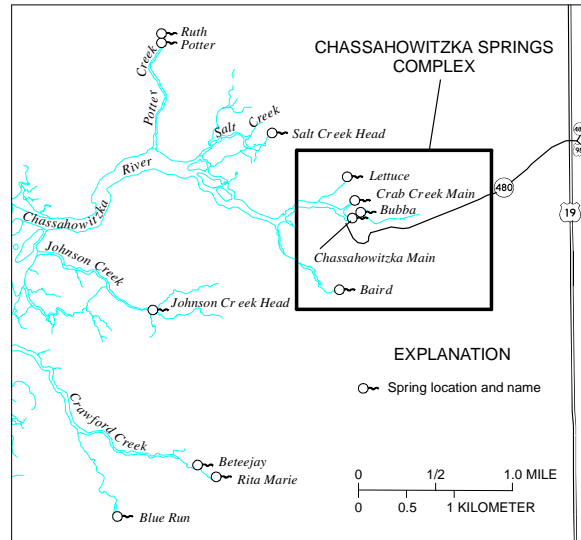 Ruth
Potter
CHASSAHOWITZKA SPRINGS
COMPLEX
Potter Creek
Salt Creek
Salt Creek Head
River
Lettuce
Crab Creek Main
480
Bubba
19
Chassahowitzka
Chassahowitzka Main
Johnson Creek
Baird
Johnson Creek Head
EXPLANATION
Spring location and name
Crawford Creek
Beteejay
Rita Marie
0 1/2 1.0 MILE
0 0.5 1 KILOMETER
Blue Run